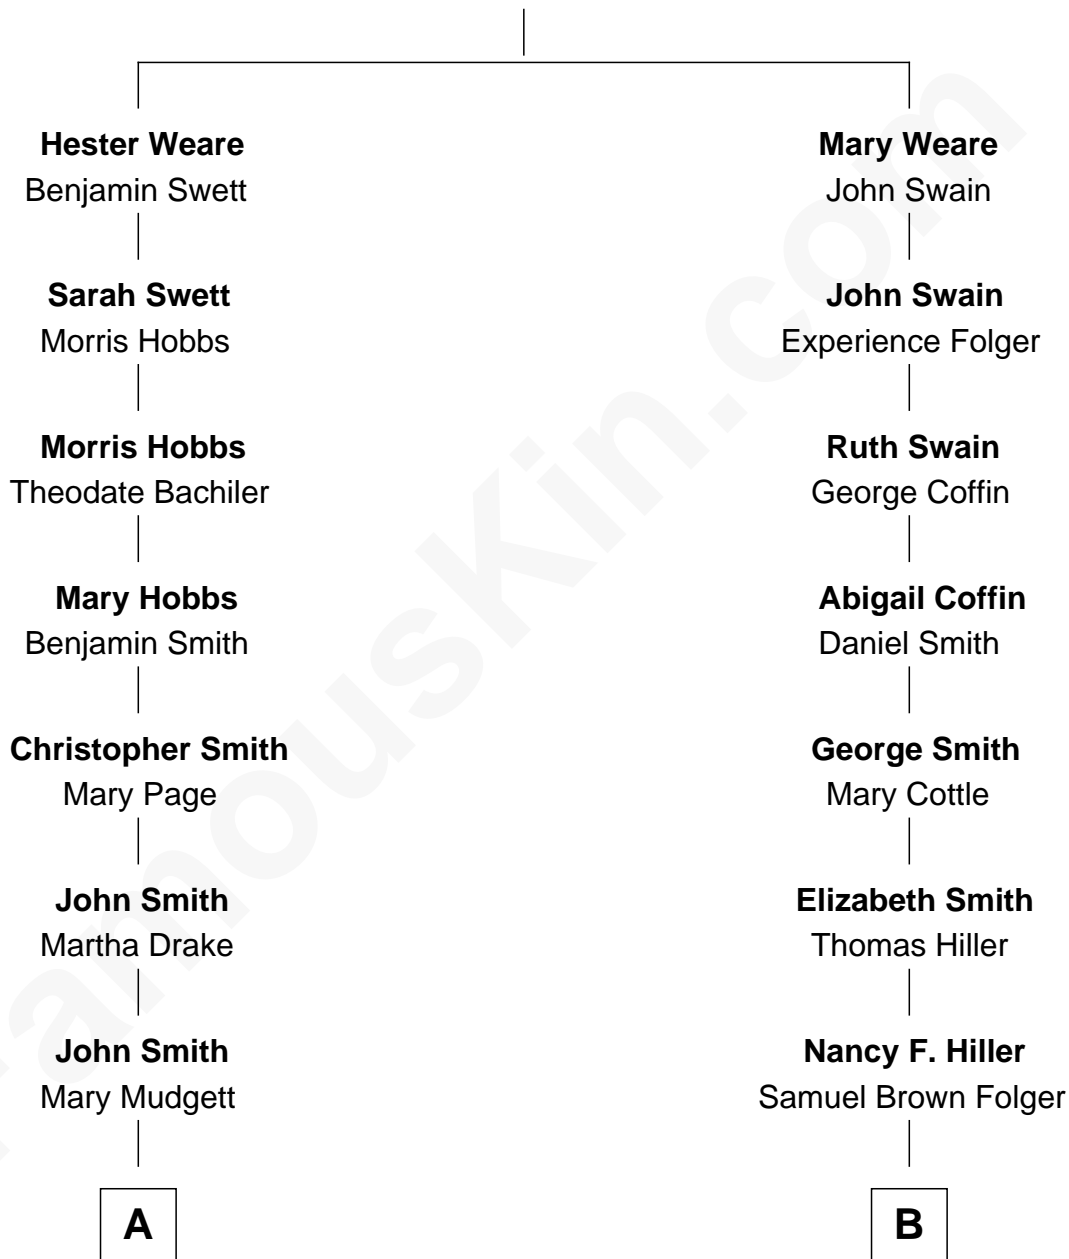 Hester Weare
Benjamin Swett
Sarah Swett
Morris Hobbs
Morris Hobbs
Theodate Bachiler
Mary Hobbs
Benjamin Smith
Christopher Smith
Mary Page
John Smith
Martha Drake
John Smith
Mary Mudgett
A
Mary Weare
John Swain
John Swain
Experience Folger
Ruth Swain
George Coffin
Abigail Coffin
Daniel Smith
George Smith
Mary Cottle
Elizabeth Smith
Thomas Hiller
Nancy F. Hiller
Samuel Brown Folger
B
FamousKin.com